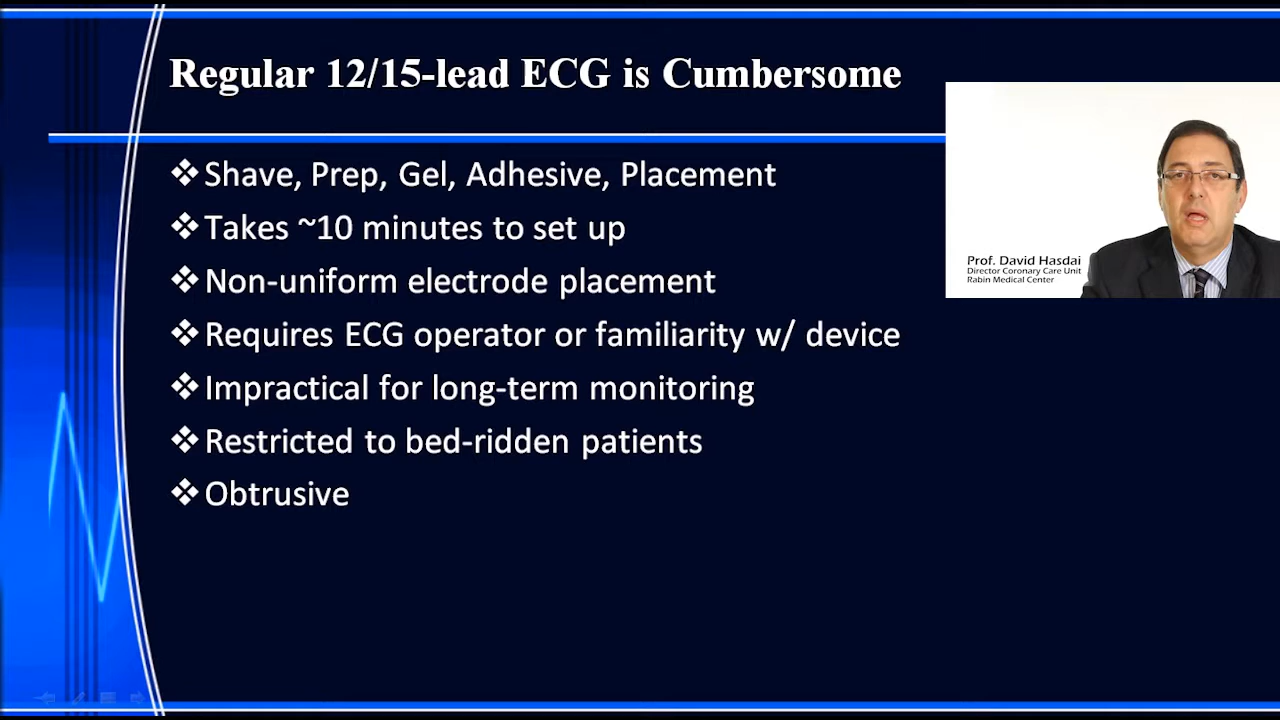 Regular 12/15-lead ECG is Cumbersome
❖Shave, Prep, Gel, Adhesive, Placement
❖Takes ~10 minutes to set up
❖Non-uniform electrode placement
❖Requires ECG operator or familiarity w/ device
❖Impractical for long-term monitoring
❖Restricted to bed-ridden patients
❖Obtrusive
Prof. David Hasdai
Director Coronary Care Unit
Rabin Medical Center